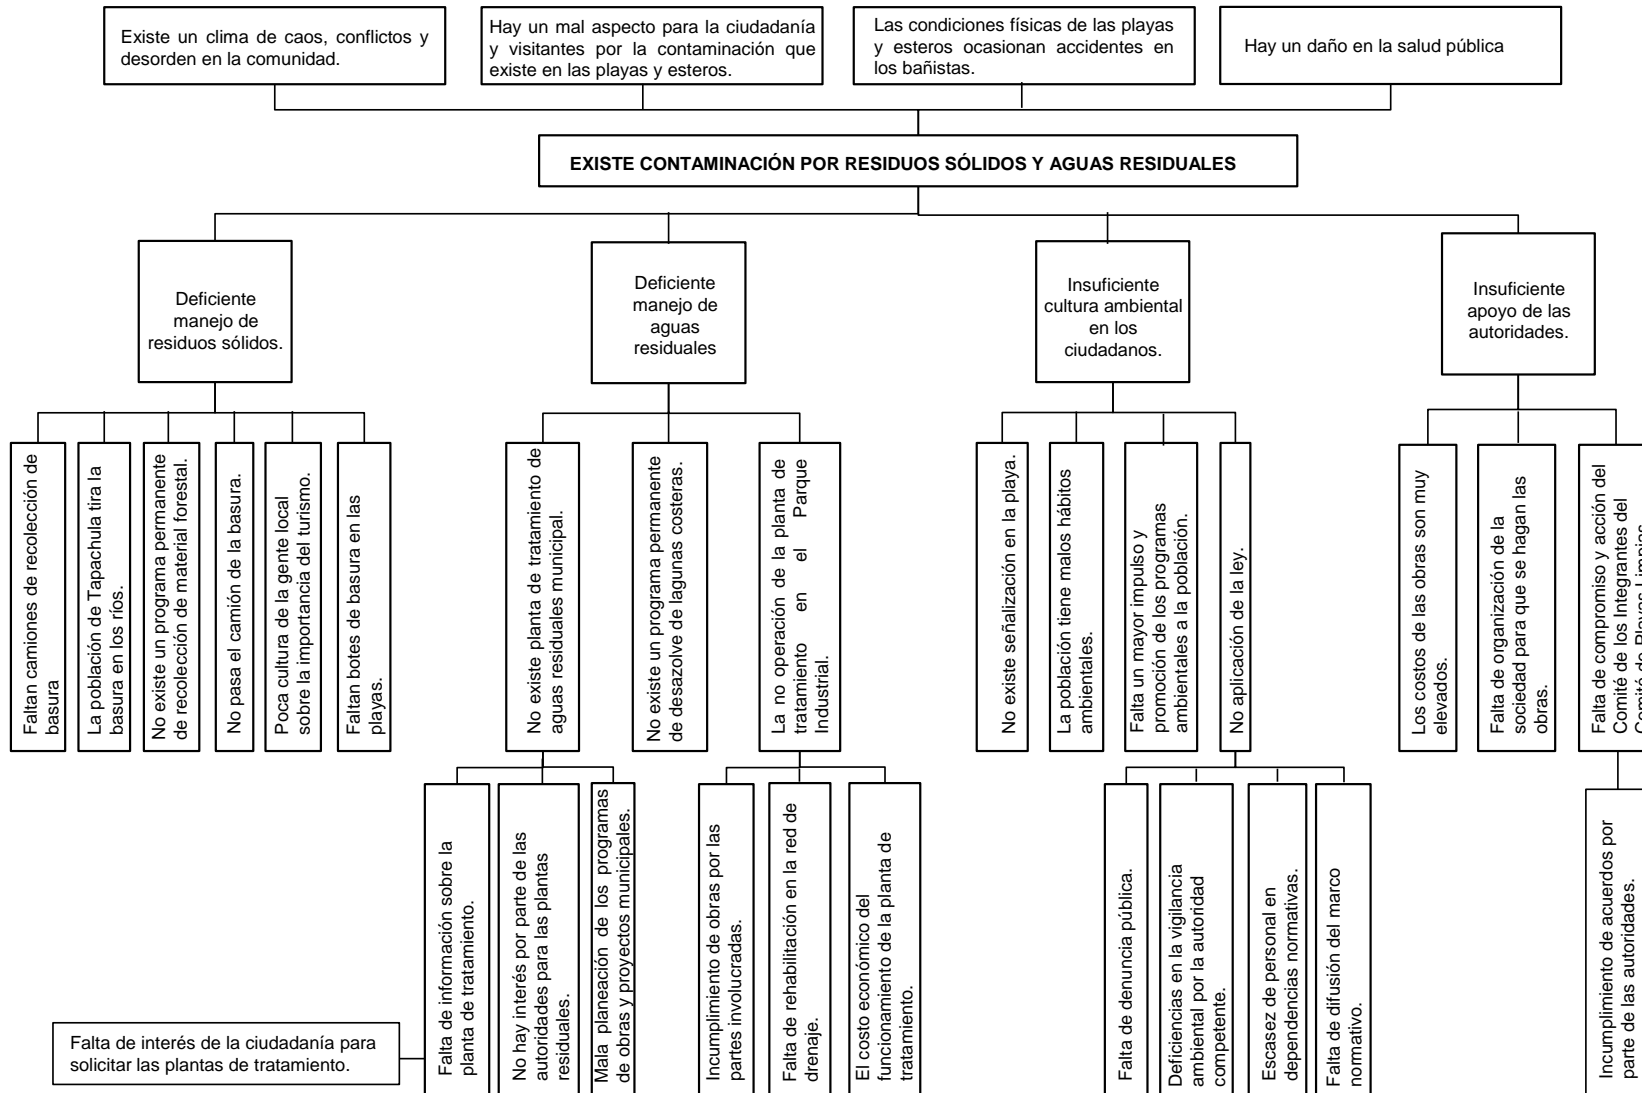 Existe un clima de caos, conflictos y
desorden en la comunidad.
Hay un mal aspecto para la ciudadanía
y visitantes por la contaminación que
existe en las playas y esteros.
Las condiciones físicas de las playas
y esteros ocasionan accidentes en
los bañistas.
Hay un daño en la salud pública
EXISTE CONTAMINACIÓN POR RESIDUOS SÓLIDOS Y AGUAS RESIDUALES
Deficiente
manejo de
residuos sólidos.
Deficiente
manejo de
aguas
residuales
Insuficiente
cultura ambiental
en los
ciudadanos.
Insuficiente
apoyo de las
autoridades.
Faltan camiones de recolección de
basura
La población de Tapachula tira la
basura en los ríos.
No existe un programa permanente
de recolección de material forestal.
No pasa el camión de la basura.
Poca cultura de la gente local
sobre la importancia del turismo.
Faltan botes de basura en las
playas.
No existe planta de tratamiento de
aguas residuales municipal.
No existe un programa permanente
de desazolve de lagunas costeras.
La no operación de la planta de
tratamiento en el Parque
Industrial.
No existe señalización en la playa.
La población tiene malos hábitos
ambientales.
Falta un mayor impulso y
promoción de los programas
ambientales a la población.
No aplicación de la ley.
Los costos de las obras son muy
elevados.
Falta de organización de la
sociedad para que se hagan las
obras.
Falta de compromiso y acción del
Comité de los Integrantes del
Comité de Playas Limpias
Falta de información sobre la
planta de tratamiento.
No hay interés por parte de las
autoridades para las plantas
residuales.
Mala planeación de los programas
de obras y proyectos municipales.
Incumplimiento de obras por las
partes involucradas.
Falta de rehabilitación en la red de
drenaje.
El costo económico del
funcionamiento de la planta de
tratamiento.
Falta de denuncia pública.
Deficiencias en la vigilancia
ambiental por la autoridad
competente.
Escasez de personal en
dependencias normativas.
Falta de difusión del marco
normativo.
Incumplimiento de acuerdos por
parte de las autoridades.
Falta de interés de la ciudadanía para
solicitar las plantas de tratamiento.